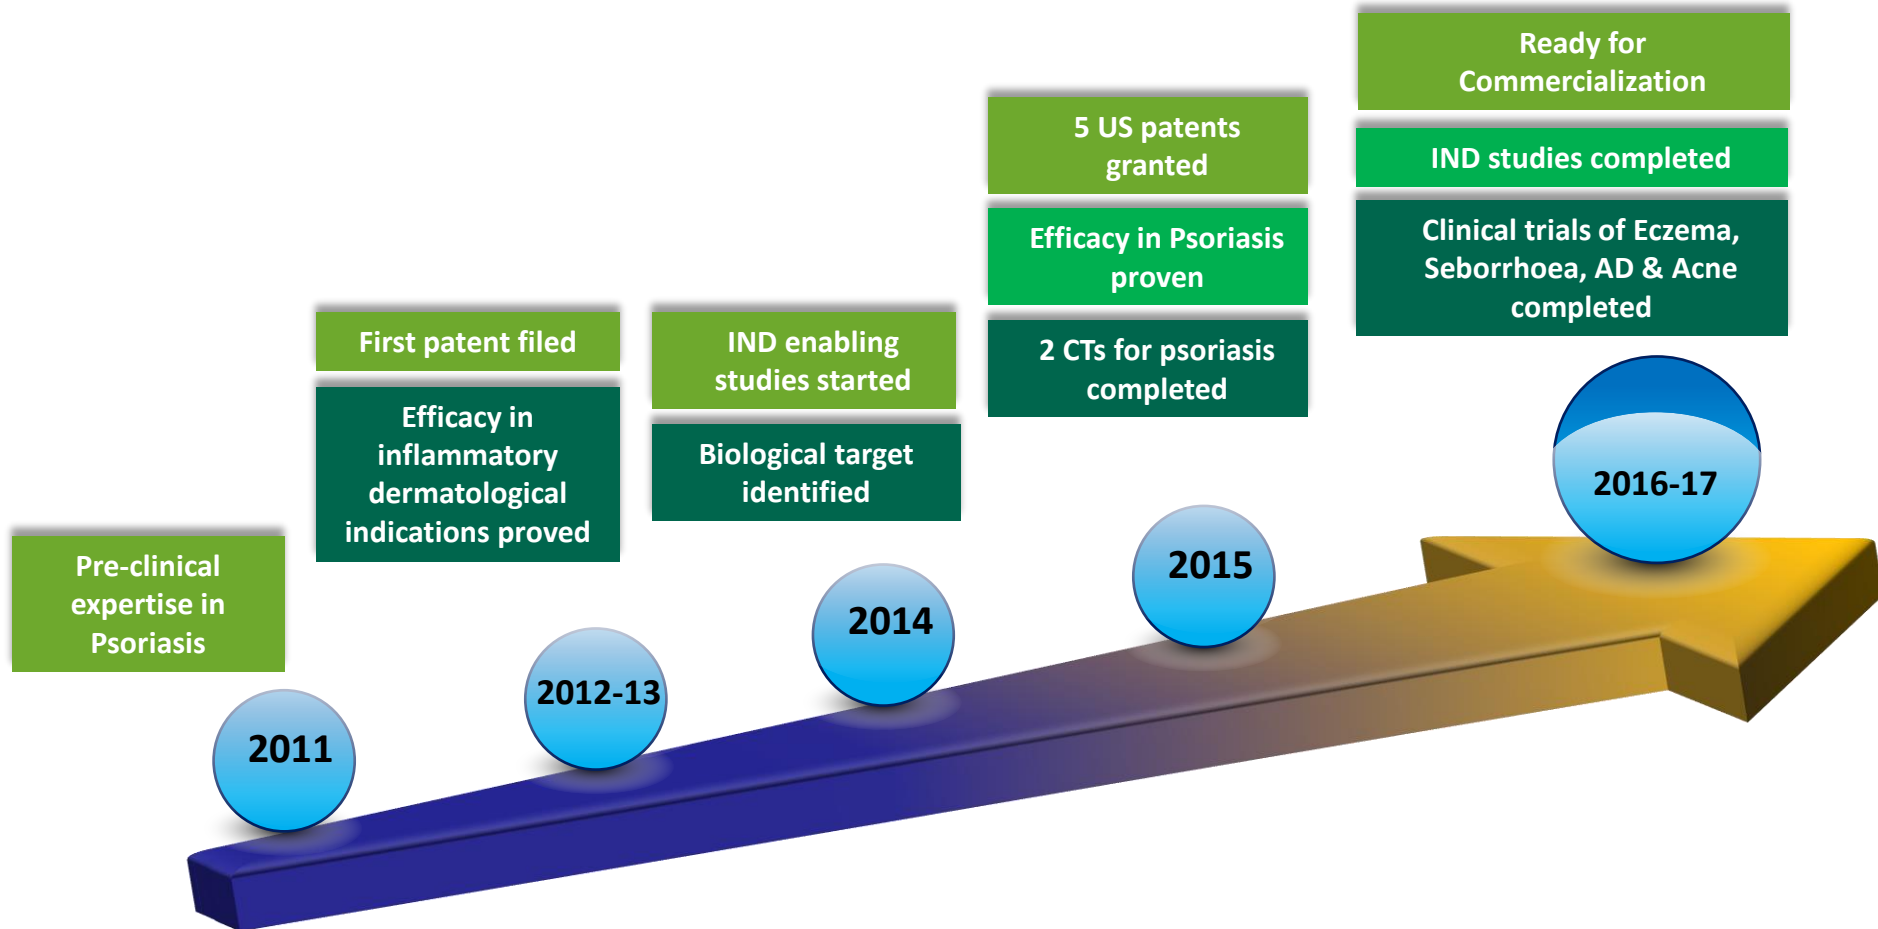 Pre-clinical
expertise in
Psoriasis
2011
First patent filed
Efficacy in
inflammatory
dermatological
indications proved
2012-13
IND enabling
studies started
Biological target
identified
2014
5 US patents
granted
Efficacy in Psoriasis
proven
2 CTs for psoriasis
completed
2015
Ready for
Commercialization
IND studies completed
Clinical trials of Eczema,
Seborrhoea, AD & Acne
completed
2016-17